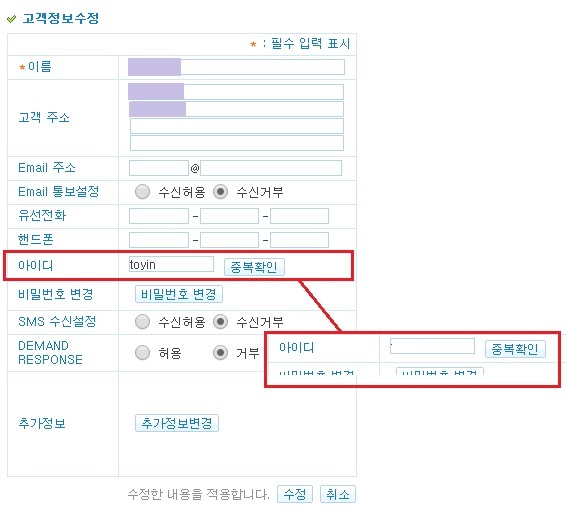 고객정보수정
* : 필수 입력 표시
*이름
고객 주소
Email 주소 @
Email 통보설정 수신허용 수신거부
유선전화 – –
핸드폰 – –
아이디 toyin 중복확인
비밀번호 변경 비밀번호 변경
SMS 수신설정 수신허용 수신거부
DEMAND
RESPONSE 허용 거부
아이디 중복확인
비밀번호 변경 비밀번호 변경
추가정보 추가정보변경
수정한 내용을 적용합니다. 수정 취소